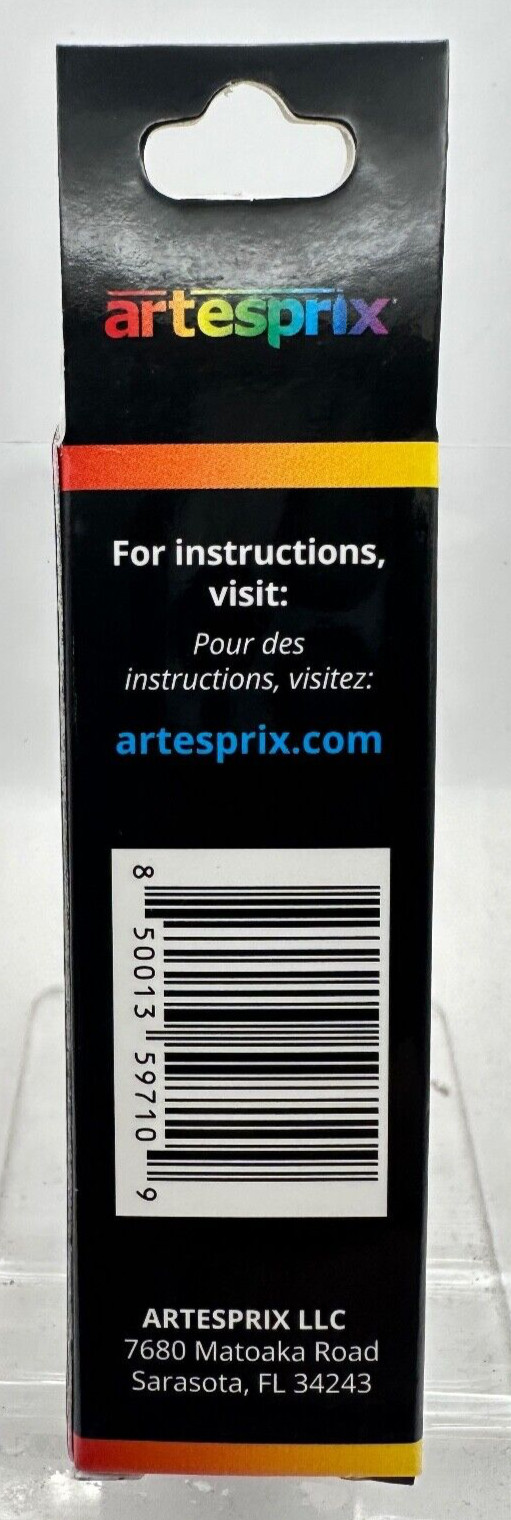 artesprix
For instructions,
visit:
Pour des
instructions, visitez:
artesprix.com
8 50013 59710 9
ARTESPRIX LLC
7680 Matoaka Road
Sarasota, FL 34243